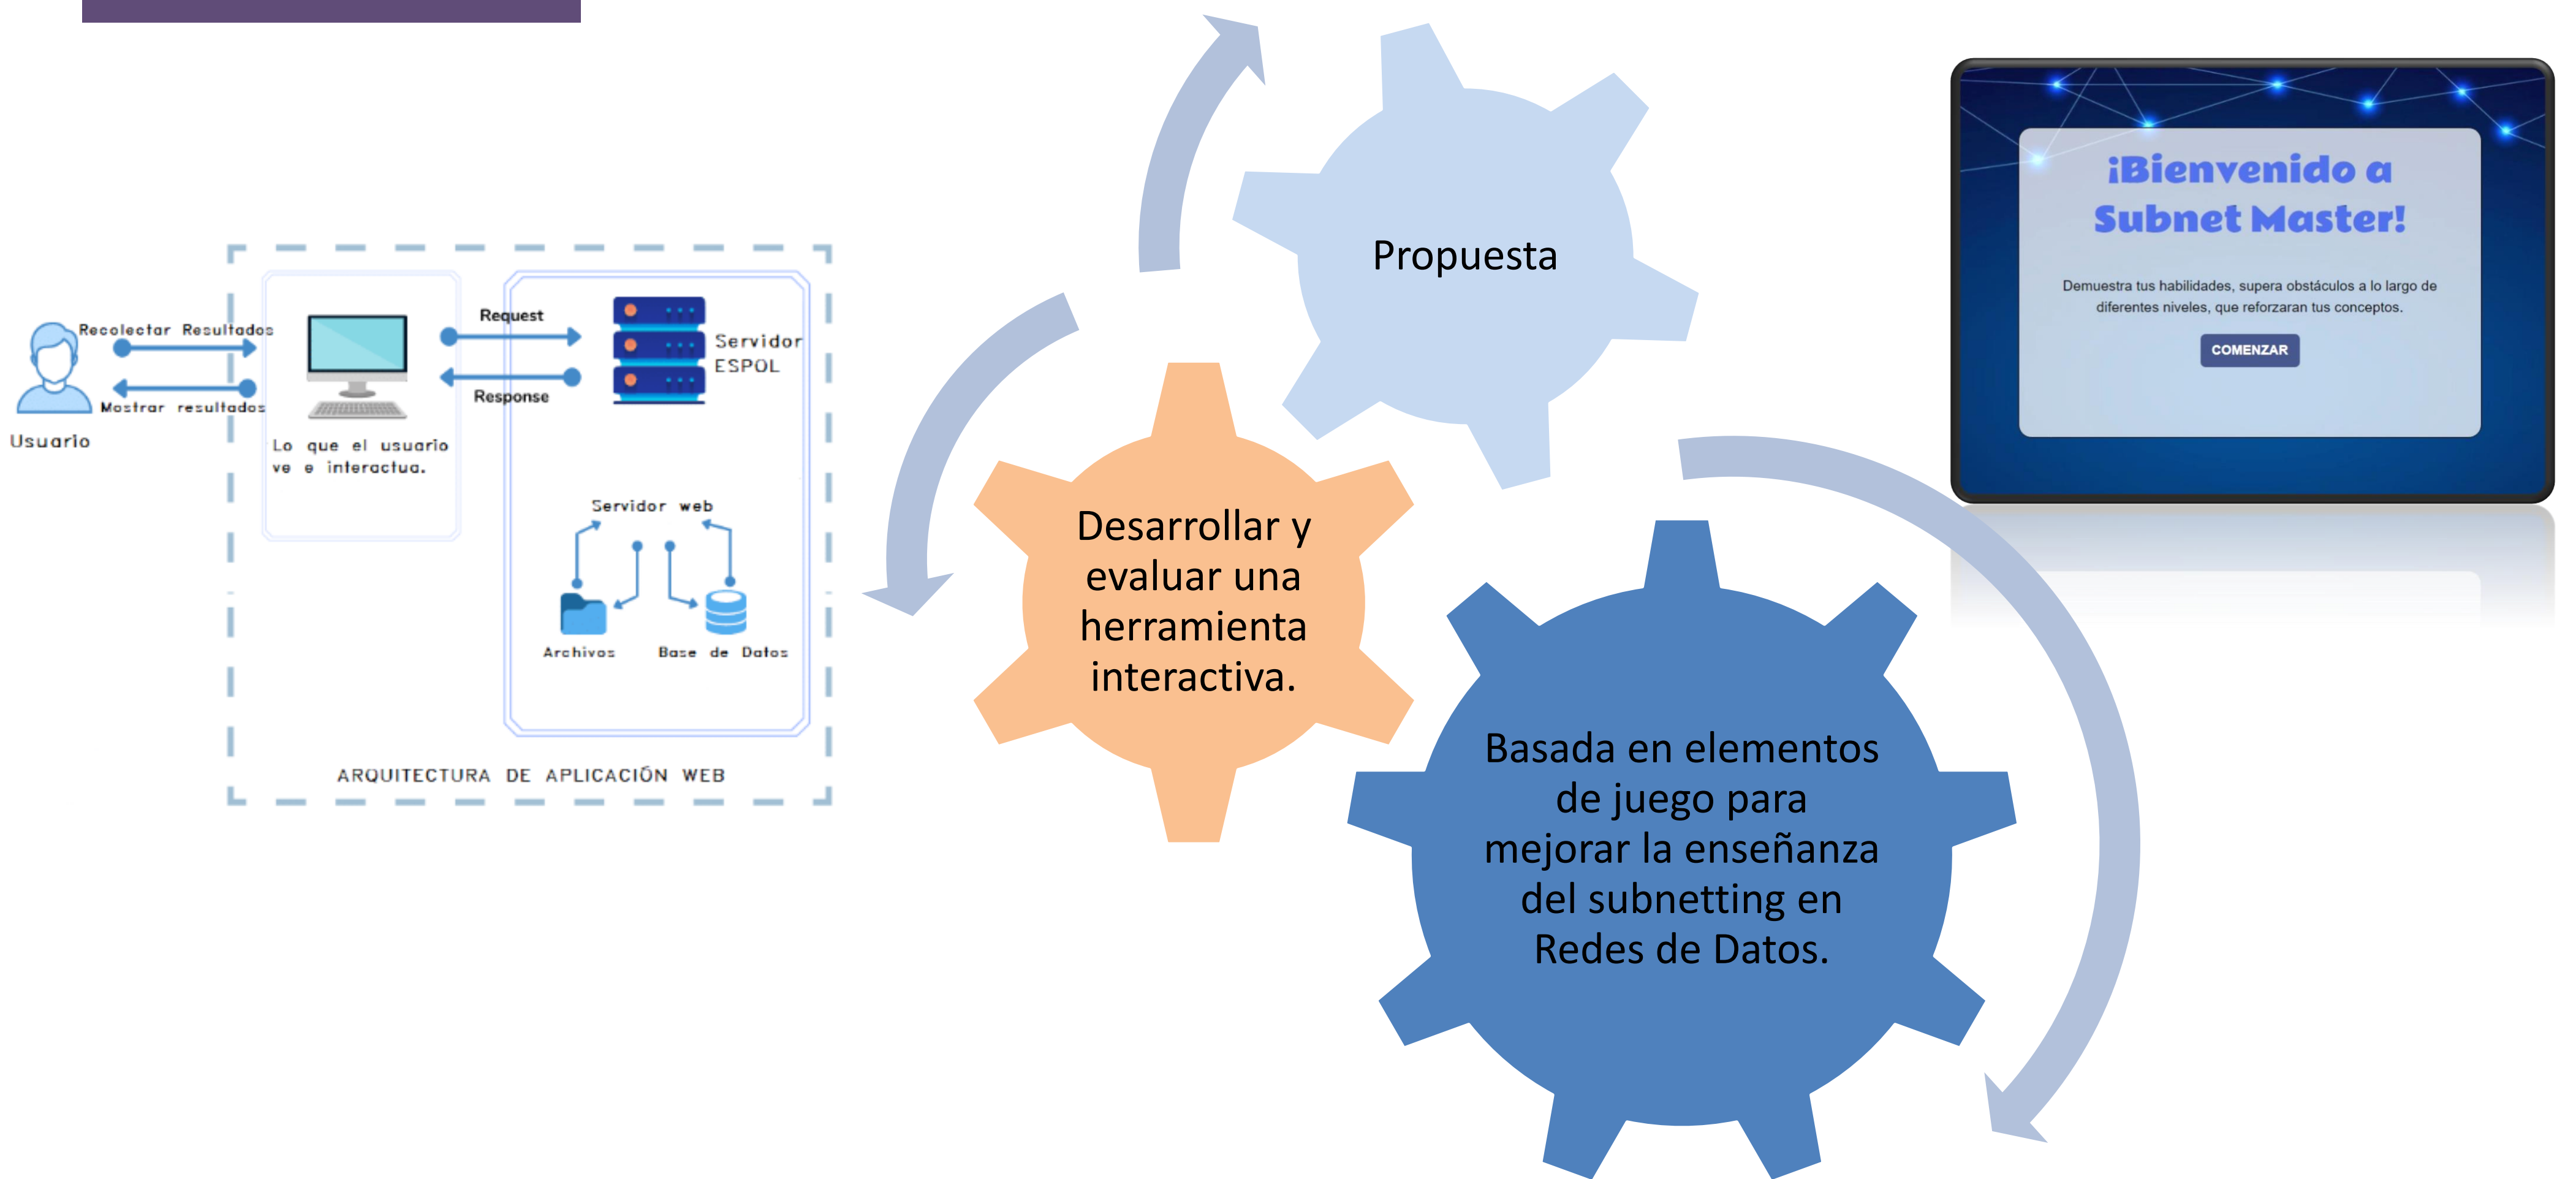 Recolectar Resultados
Mostrar resultados
Usuario
Lo que el usuario
ve e interactua.
Request
Response
Servidor
ESPOL
Servidor web
Archivos
Base de Datos
ARQUITECTURA DE APLICACIÓN WEB
Propuesta
Desarrollar y
evaluar una
herramienta
interactiva.
Basada en elementos
de juego para
mejorar la enseñanza
del subnetting en
Redes de Datos.
¡Bienvenido a
Subnet Master!
Demuestra tus habilidades, supera obstáculos a lo largo de
diferentes niveles, que reforzaran tus conceptos.
COMENZAR